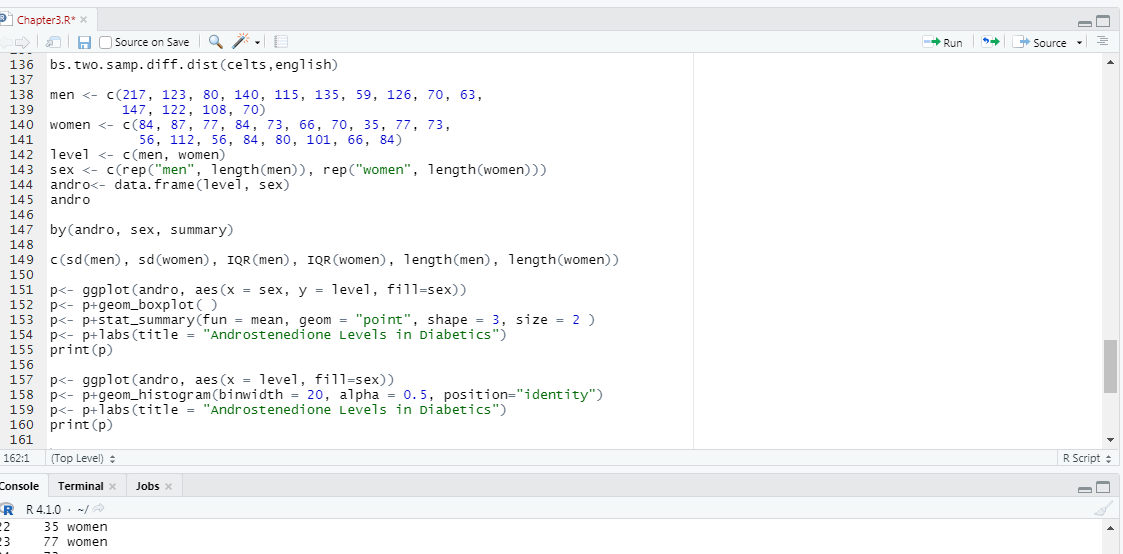 Chapter3.R*
Source on Save Run Source
136 bs.two.samp.diff.dist(celts,english)
137
138 men <- c(217, 123, 80, 140, 115, 135, 59, 126, 70, 63,
139 147, 122, 108, 70)
140 women <- c(84, 87, 77, 84, 73, 66, 70, 35, 77, 73,
141 56, 112, 56, 84, 80, 101, 66, 84)
142 level <- c(men, women)
143 sex <- c(rep("men", length(men)), rep("women", length(women)))
144 andro<- data.frame(level, sex)
145 andro
146
147 by(andro, sex, summary)
148
149 c(sd(men), sd(women), IQR(men), IQR(women), length(men), length(women))
150
151 p<- ggplot(andro, aes(x = sex, y = level, fill=sex))
152 p<- p+geom_boxplot( )
153 p<- p+stat_summary(fun = mean, geom = "point", shape = 3, size = 2 )
154 p<- p+labs(title = "Androstenedione Levels in Diabetics")
155 print(p)
156
157 p<- ggplot(andro, aes(x = level, fill=sex))
158 p<- p+geom_histogram(binwidth = 20, alpha = 0.5, position="identity")
159 p<- p+labs(title = "Androstenedione Levels in Diabetics")
160 print(p)
161
162:1 (Top Level) R Script
Console Terminal Jobs
R R 4.1.0 · ~/
22 35 women
23 77 women